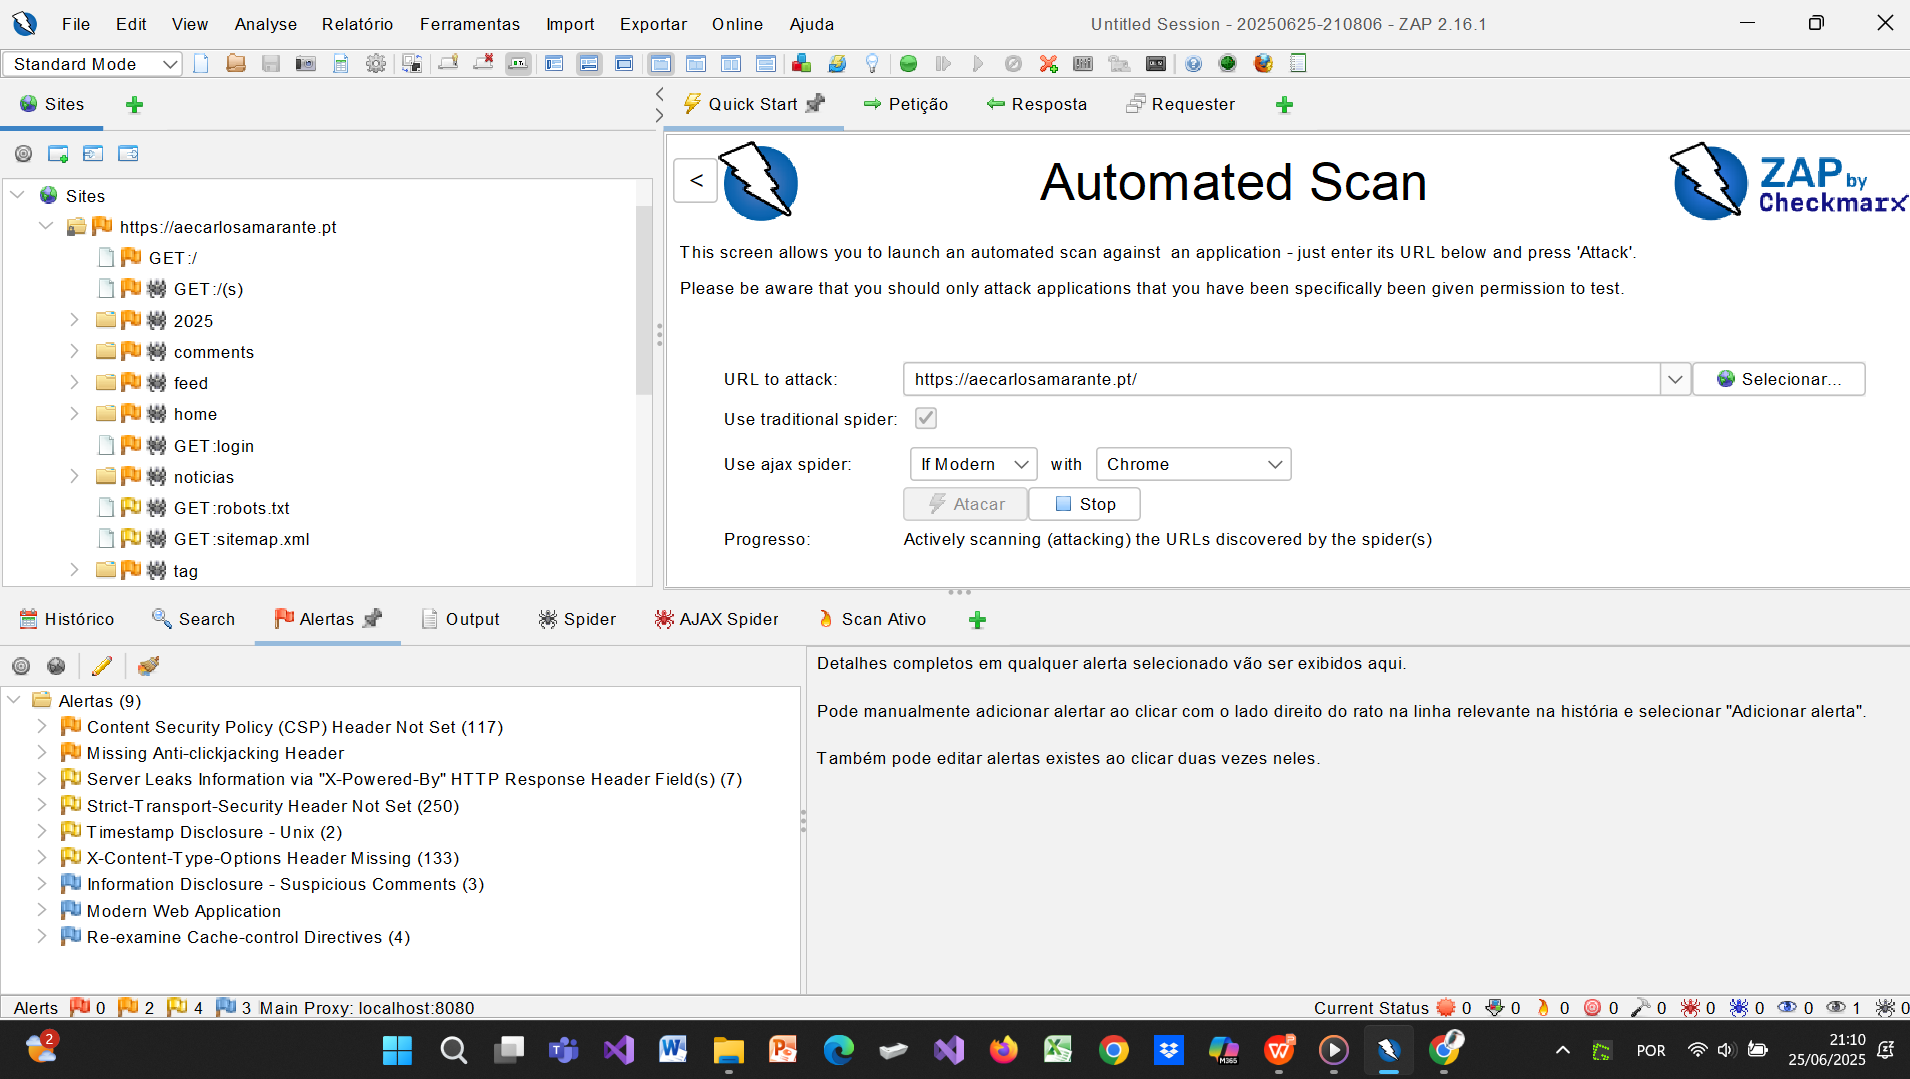 File Edit View Analyse Relatório Ferramentas Import Exportar Online Ajuda Untitled Session - 20250625-210806 - ZAP 2.16.1
Standard Mode
Sites
Quick Start Petição Resposta Requester
< Automated Scan ZAP by Checkmarx
This screen allows you to launch an automated scan against an application - just enter its URL below and press 'Attack'.
Please be aware that you should only attack applications that you have been specifically been given permission to test.
URL to attack: https://aecarlosamarante.pt/ Selecionar...
Use traditional spider:
Use ajax spider: If Modern with Chrome
Atacar Stop
Progresso: Actively scanning (attacking) the URLs discovered by the spider(s)
Sites
https://aecarlosamarante.pt
GET:/
GET:/(s)
2025
comments
feed
home
GET:login
noticias
GET:robots.txt
GET:sitemap.xml
tag
Histórico Search Alertas Output Spider AJAX Spider Scan Ativo
Alertas (9)
Content Security Policy (CSP) Header Not Set (117)
Missing Anti-clickjacking Header
Server Leaks Information via "X-Powered-By" HTTP Response Header Field(s) (7)
Strict-Transport-Security Header Not Set (250)
Timestamp Disclosure - Unix (2)
X-Content-Type-Options Header Missing (133)
Information Disclosure - Suspicious Comments (3)
Modern Web Application
Re-examine Cache-control Directives (4)
Detalhes completos em qualquer alerta selecionado vão ser exibidos aqui.
Pode manualmente adicionar alertar ao clicar com o lado direito do rato na linha relevante na história e selecionar "Adicionar alerta".
Também pode editar alertas existes ao clicar duas vezes neles.
Alerts 0 2 4 3 Main Proxy: localhost:8080 Current Status 0 0 0 0 0 0 0 0 1 0
2 M365 POR 21:10
25/06/2025